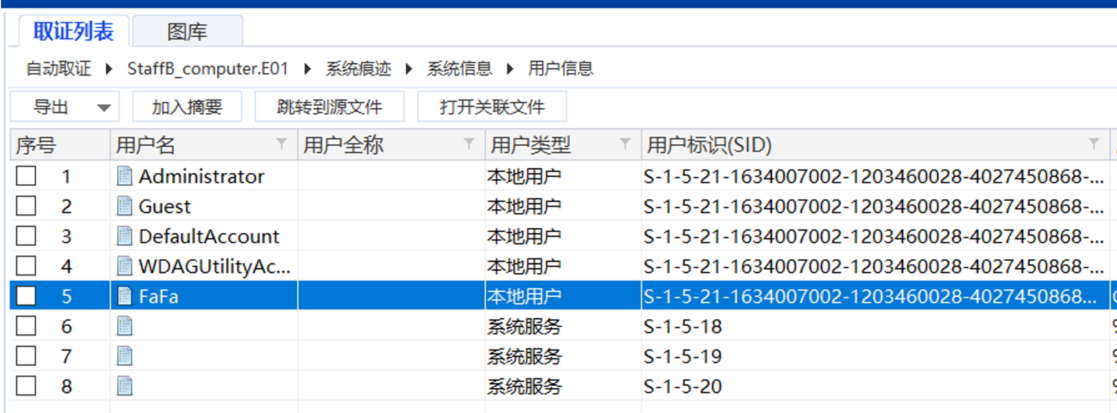 取证列表 图库
自动取证 StaffB_computer.E01 系统痕迹 系统信息 用户信息
导出 加入摘要 跳转到源文件 打开关联文件
序号 用户名 用户全称 用户类型 用户标识(SID)
1 Administrator 本地用户 S-1-5-21-1634007002-1203460028-4027450868-...
2 Guest 本地用户 S-1-5-21-1634007002-1203460028-4027450868-...
3 DefaultAccount 本地用户 S-1-5-21-1634007002-1203460028-4027450868-...
4 WDAGUtilityAc... 本地用户 S-1-5-21-1634007002-1203460028-4027450868-...
5 FaFa 本地用户 S-1-5-21-1634007002-1203460028-4027450868...
6 系统服务 S-1-5-18
7 系统服务 S-1-5-19
8 系统服务 S-1-5-20